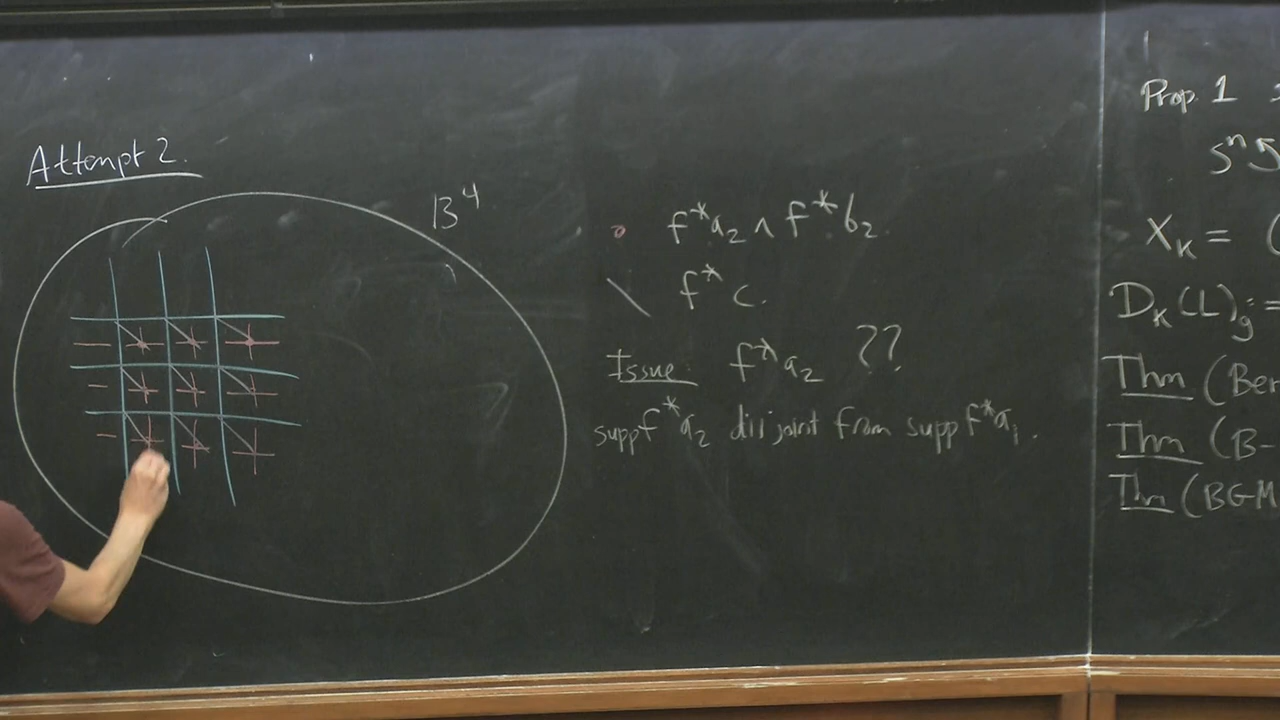 Attempt 2.
B⁴
f*a₂ ∧ f*b₂
f*c.
Issue: f*a₂ ??
supp f*a₂ disjoint from supp f*a₁.
Prop. 1
Sⁿ
X_K = (
D_K(L)_g :=
Thm (Ber
Thm (B-
Thm (BGM